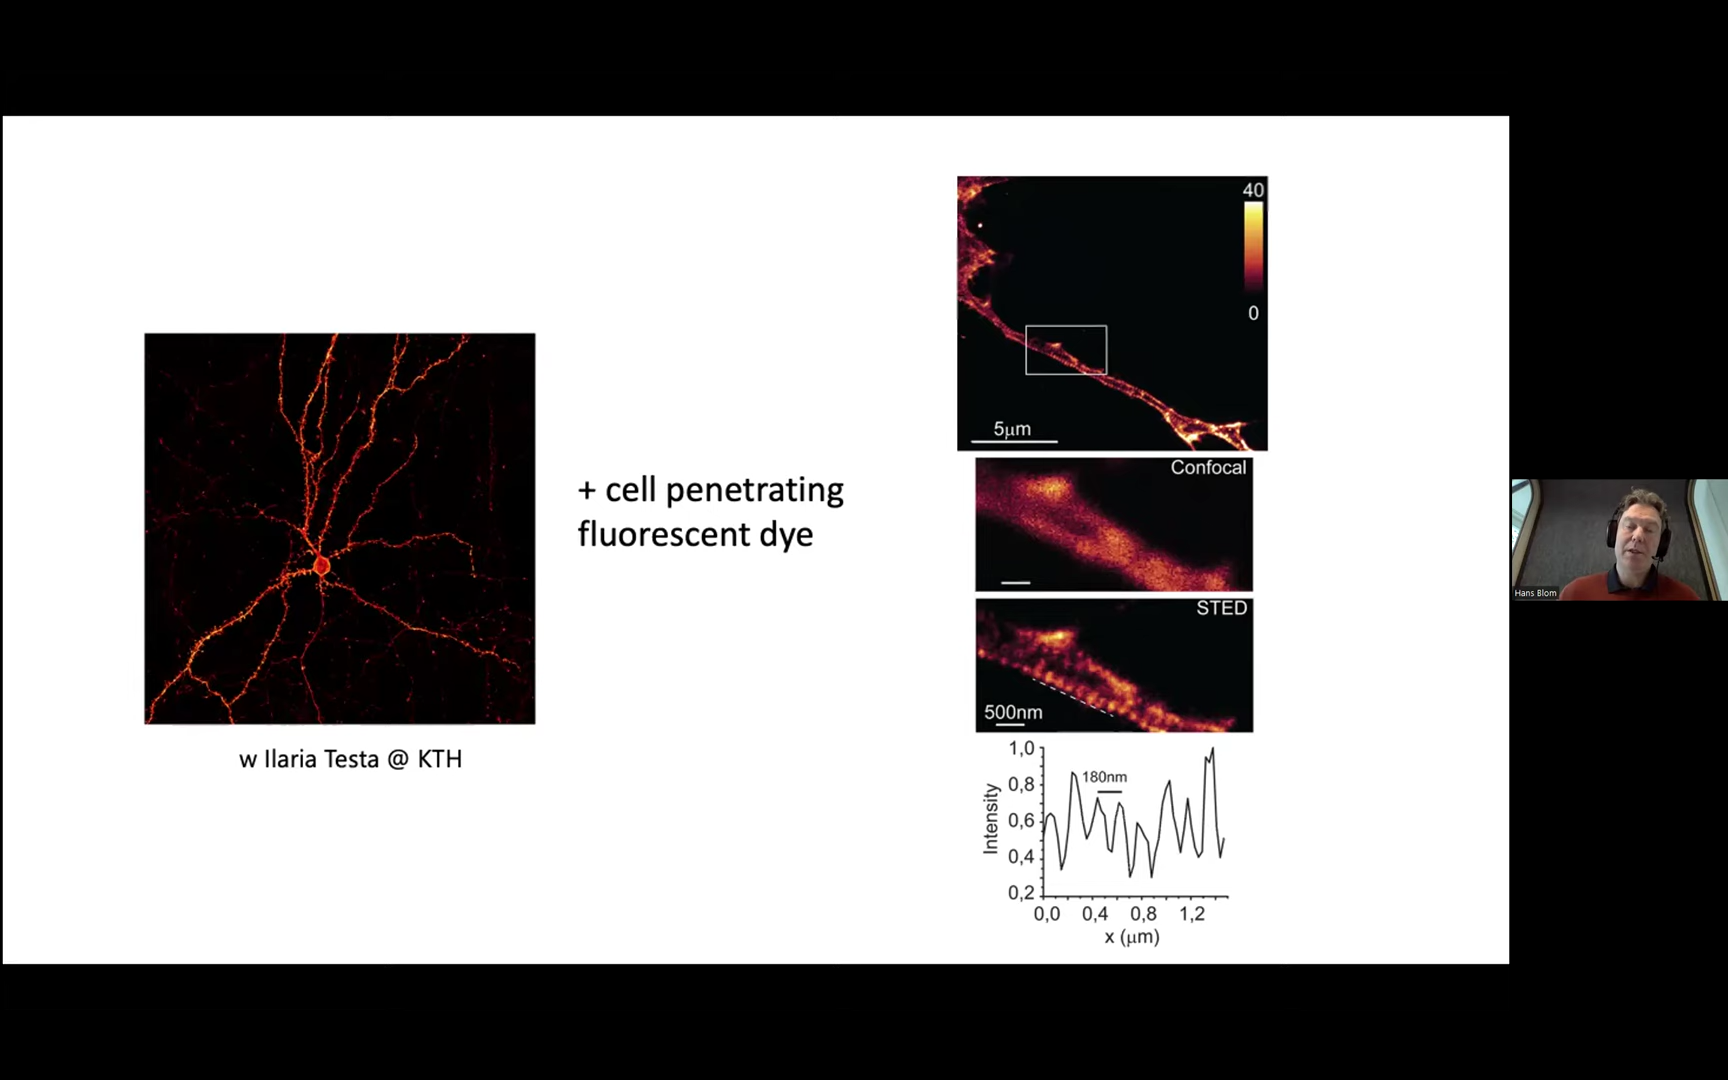 + cell penetrating
fluorescent dye
w Ilaria Testa @ KTH
40
0
5μm
Confocal
STED
500nm
1,0
0,8
0,6
0,4
0,2
Intensity
180nm
0,0 0,4 0,8 1,2
x (μm)
Hans Blom